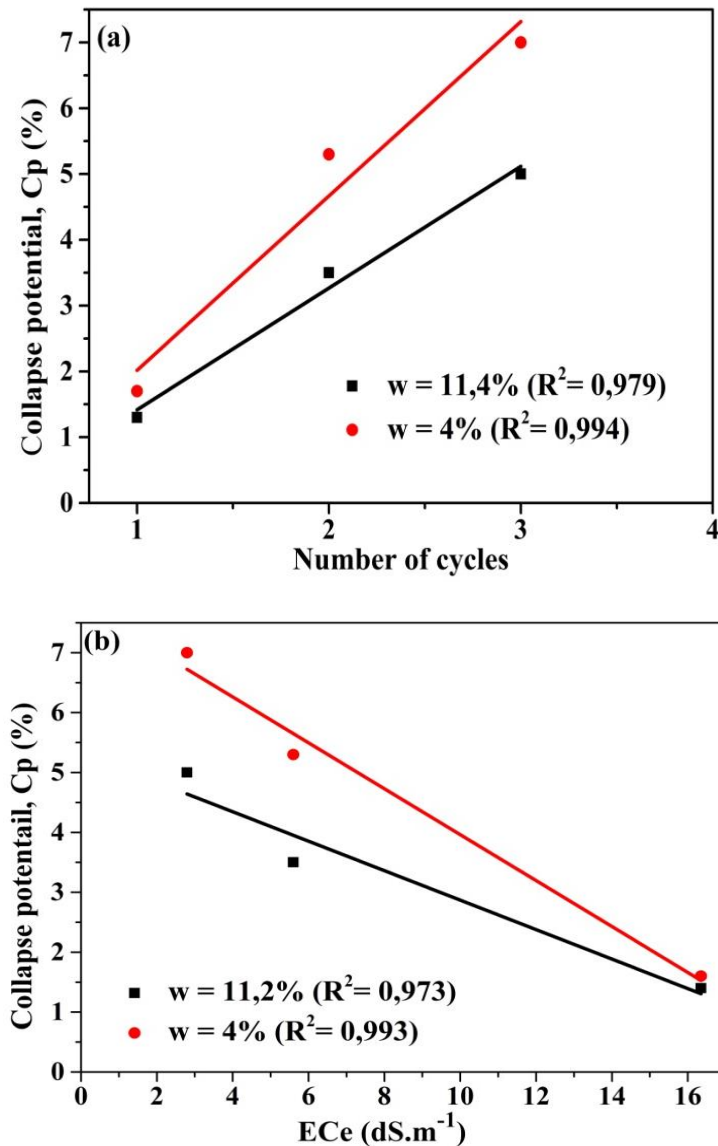 (a)
Collapse potential, Cp (%)
7
6
5
4
3
2
1
0
w = 11,4% (R²= 0,979)
w = 4% (R²= 0,994)
1 2 3 4
Number of cycles
(b)
Collapse potentail, Cp (%)
7
6
5
4
3
2
1
0
w = 11,2% (R²= 0,973)
w = 4% (R²= 0,993)
0 2 4 6 8 10 12 14 16
ECe (dS.m⁻¹)